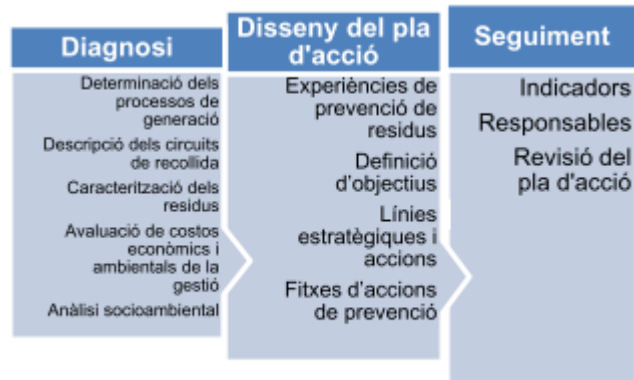 Diagnosi
Determinació dels
processos de
generació
Descripció dels circuits
de recollida
Caracterització dels
residus
Avaluació de costos
econòmics i
ambientals de la
gestió
Anàlisi socioambiental
Disseny del pla
d'acció
Experiències de
prevenció de
residus
Definició
d'objectius
Línies
estratègiques i
accions
Fitxes d'accions
de prevenció
Seguiment
Indicadors
Responsables
Revisió del
pla d'acció